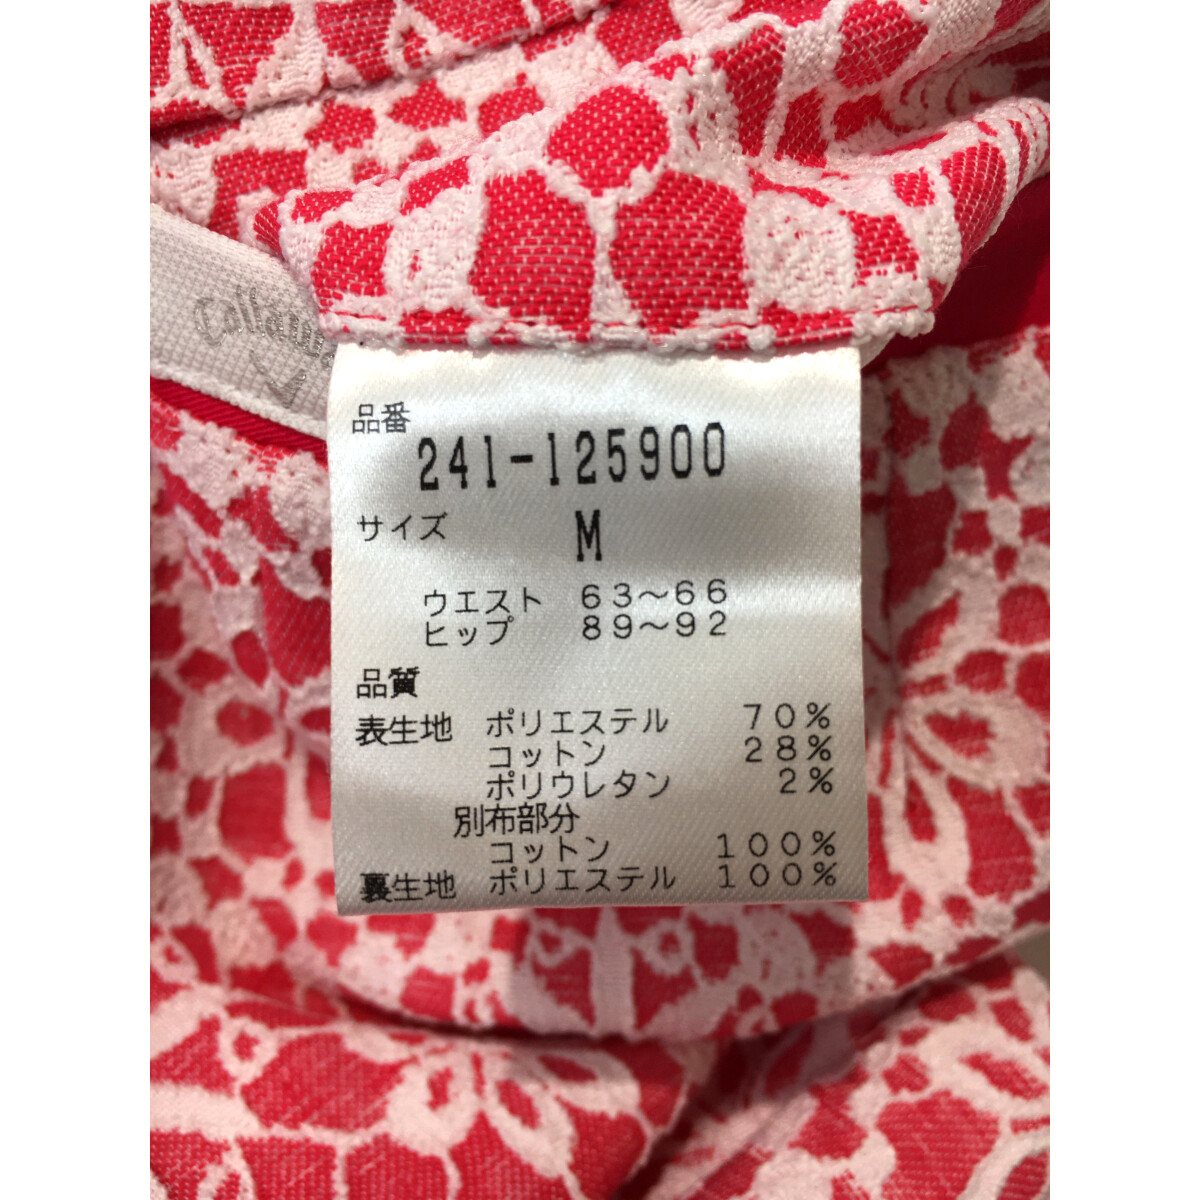 品番
241-125900
サイズ M
ウエスト 63～66
ヒップ 89～92
品質
表生地 ポリエステル 70%
コットン 28%
ポリウレタン 2%
別布部分
コットン 100%
裏生地 ポリエステル 100%